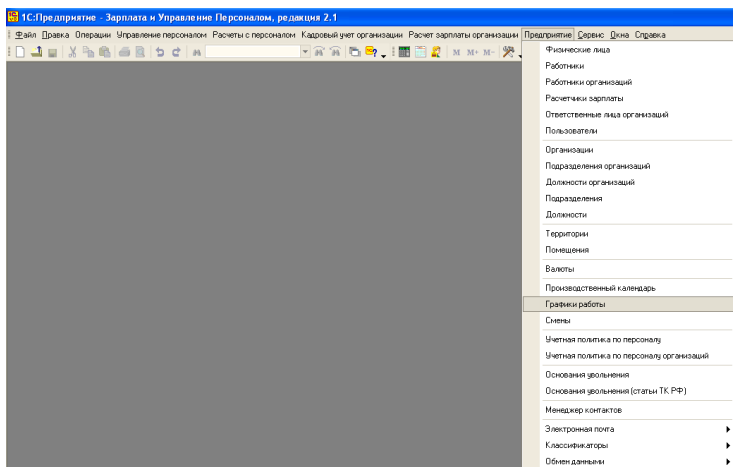 1С:Предприятие - Зарплата и Управление Персоналом, редакция 2.1
Файл Правка Операции Управление персоналом Расчеты с персоналом Кадровый учет организации Расчет зарплаты организации Предприятие Сервис Окна Справка
М М+ М-
Физические лица
Работники
Работники организаций
Расчетчики зарплаты
Ответственные лица организаций
Пользователи
Организации
Подразделения организаций
Должности организаций
Подразделения
Должности
Территории
Помещения
Валюты
Производственный календарь
Графики работы
Смены
Учетная политика по персоналу
Учетная политика по персоналу организаций
Основания увольнения
Основания увольнения (статьи ТК РФ)
Менеджер контактов
Электронная почта
Классификаторы
Обмен данными